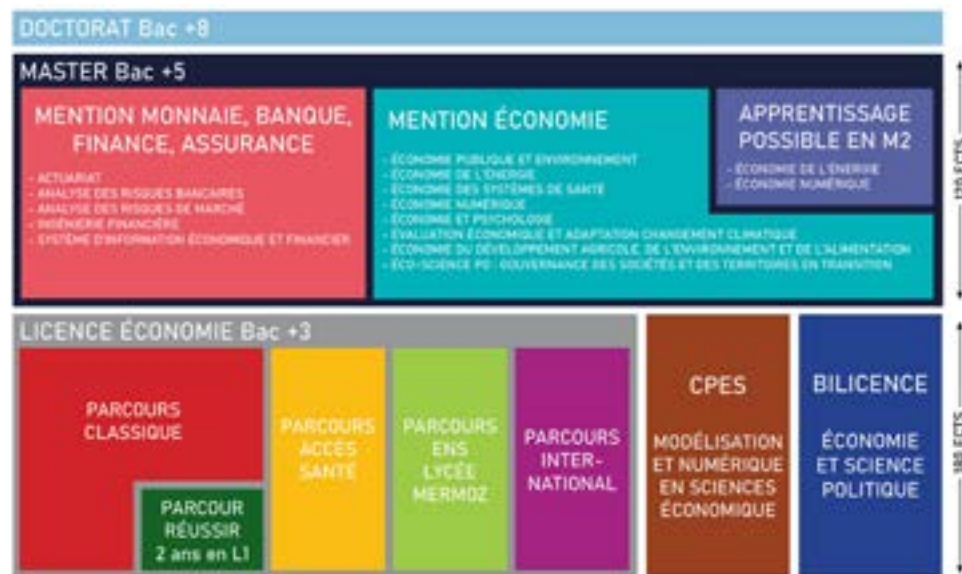 DOCTORAT Bac +8
MASTER Bac +5
MENTION MONNAIE, BANQUE,
FINANCE, ASSURANCE
- ACTUARIAT
- ANALYSE DES RISQUES BANCAIRES
- ANALYSE DES RISQUES DE MARCHÉ
- INGÉNIERIE FINANCIÈRE
- SYSTÈME D'INFORMATION ÉCONOMIQUE ET FINANCIER
MENTION ÉCONOMIE
- ÉCONOMIE PUBLIQUE ET ENVIRONNEMENT
- ÉCONOMIE DE L'ÉNERGIE
- ÉCONOMIE DES SYSTÈMES DE SANTÉ
- ÉCONOMIE NUMÉRIQUE
- ÉCONOMIE ET PSYCHOLOGIE
- ÉVALUATION ÉCONOMIQUE ET ADAPTATION CHANGEMENT CLIMATIQUE
- ÉCONOMIE DU DÉVELOPPEMENT AGRICOLE, DE L'ENVIRONNEMENT ET DE L'ALIMENTATION
- ÉCO-SCIENCE PO : GOUVERNANCE DES SOCIÉTÉS ET DES TERRITOIRES EN TRANSITION
APPRENTISSAGE
POSSIBLE EN M2
- ÉCONOMIE DE L'ÉNERGIE
- ÉCONOMIE NUMÉRIQUE
120 ECTS
LICENCE ÉCONOMIE Bac +3
PARCOURS
CLASSIQUE
PARCOUR
RÉUSSIR
2 ans en L1
PARCOURS
ACCÈS
SANTÉ
PARCOURS
ENS
LYCÉE
MERMOZ
PARCOURS
INTER-
NATIONAL
CPES
MODÉLISATION
ET NUMÉRIQUE
EN SCIENCES
ÉCONOMIQUE
BILICENCE
ÉCONOMIE
ET SCIENCE
POLITIQUE
180 ECTS